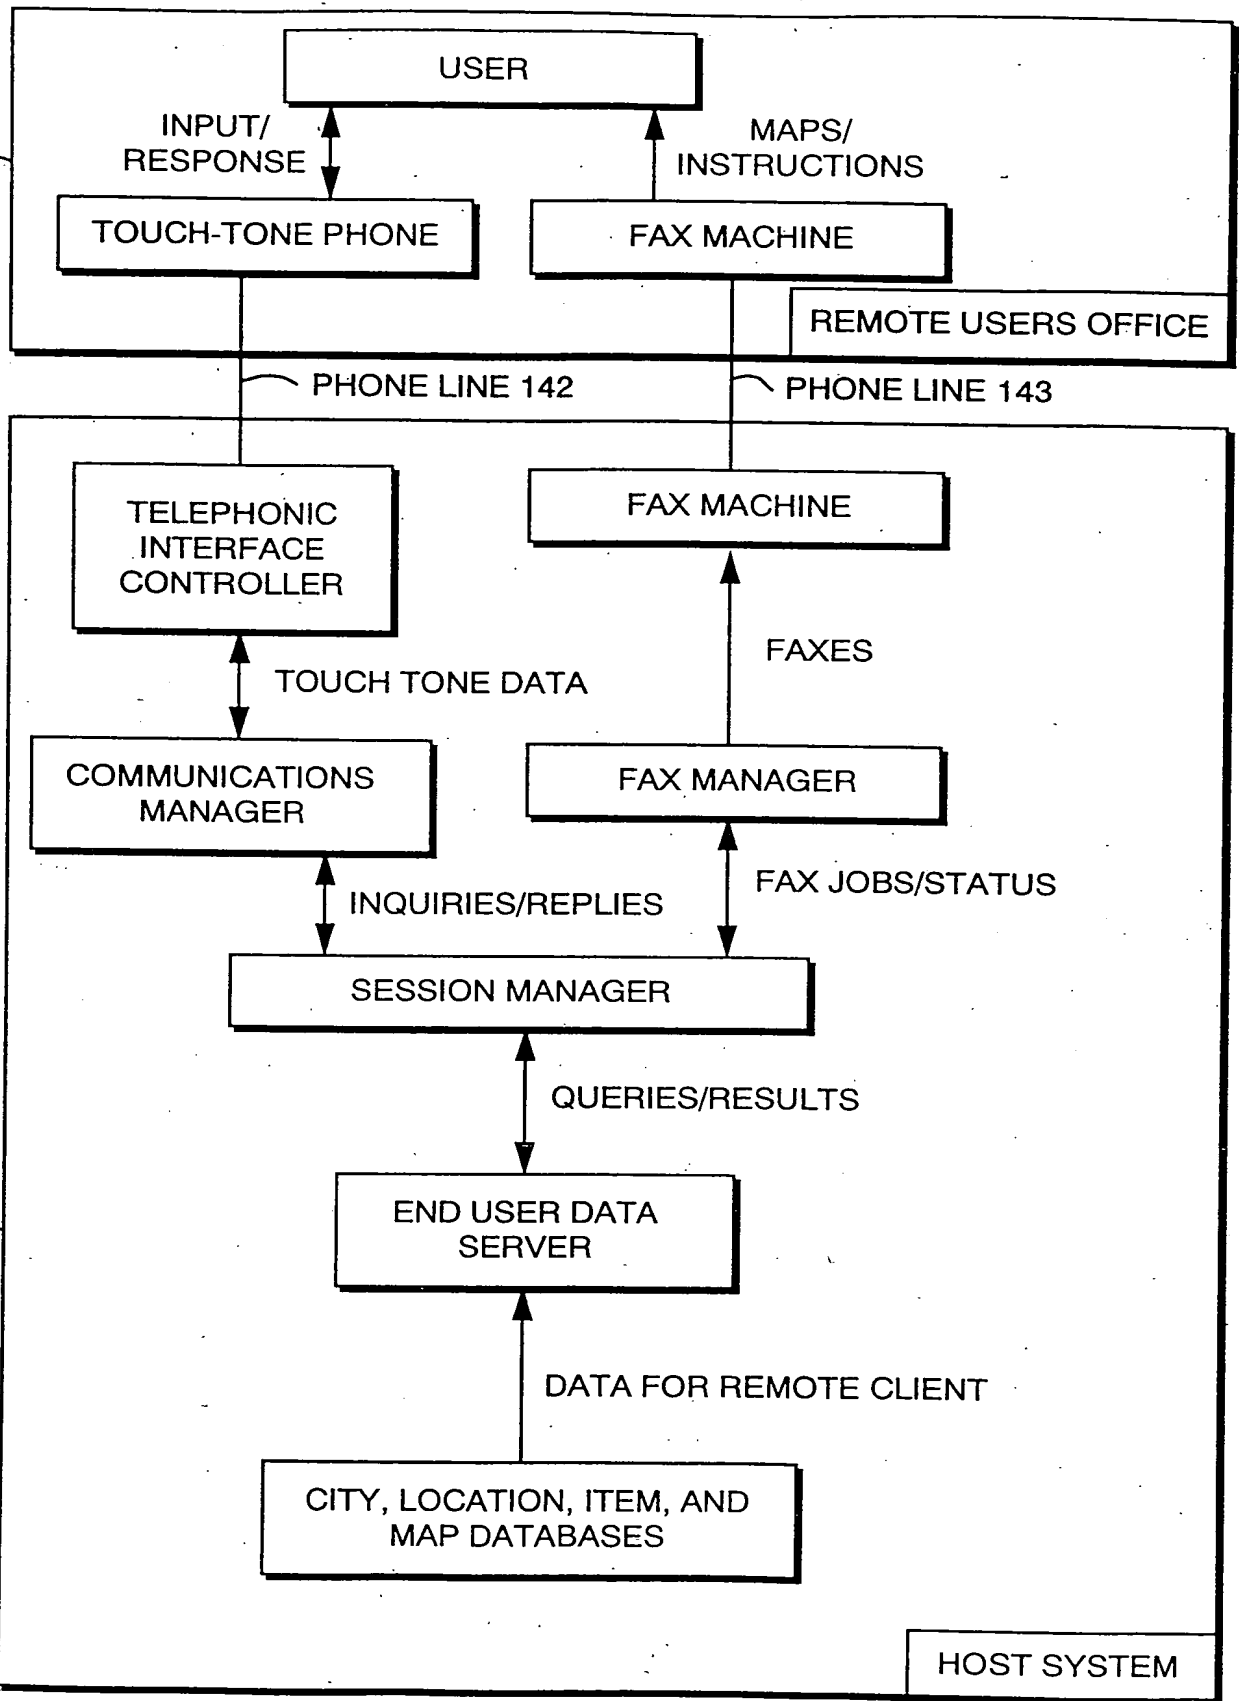 USER
INPUT/
RESPONSE
MAPS/
INSTRUCTIONS
TOUCH-TONE PHONE
FAX MACHINE
REMOTE USERS OFFICE
PHONE LINE 142
PHONE LINE 143
TELEPHONIC
INTERFACE
CONTROLLER
FAX MACHINE
FAXES
TOUCH TONE DATA
COMMUNICATIONS
MANAGER
FAX MANAGER
FAX JOBS/STATUS
INQUIRIES/REPLIES
SESSION MANAGER
QUERIES/RESULTS
END USER DATA
SERVER
DATA FOR REMOTE CLIENT
CITY, LOCATION, ITEM, AND
MAP DATABASES
HOST SYSTEM